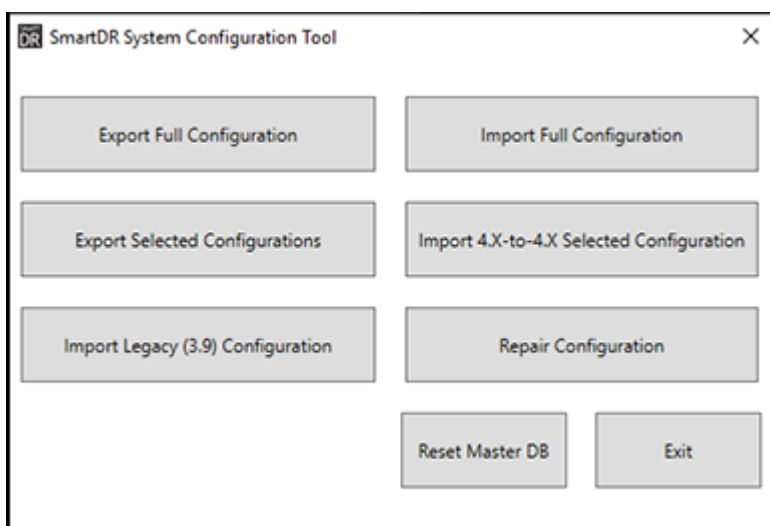 DR SmartDR System Configuration Tool
Export Full Configuration
Import Full Configuration
Export Selected Configurations
Import 4.X-to-4.X Selected Configuration
Import Legacy (3.9) Configuration
Repair Configuration
Reset Master DB
Exit